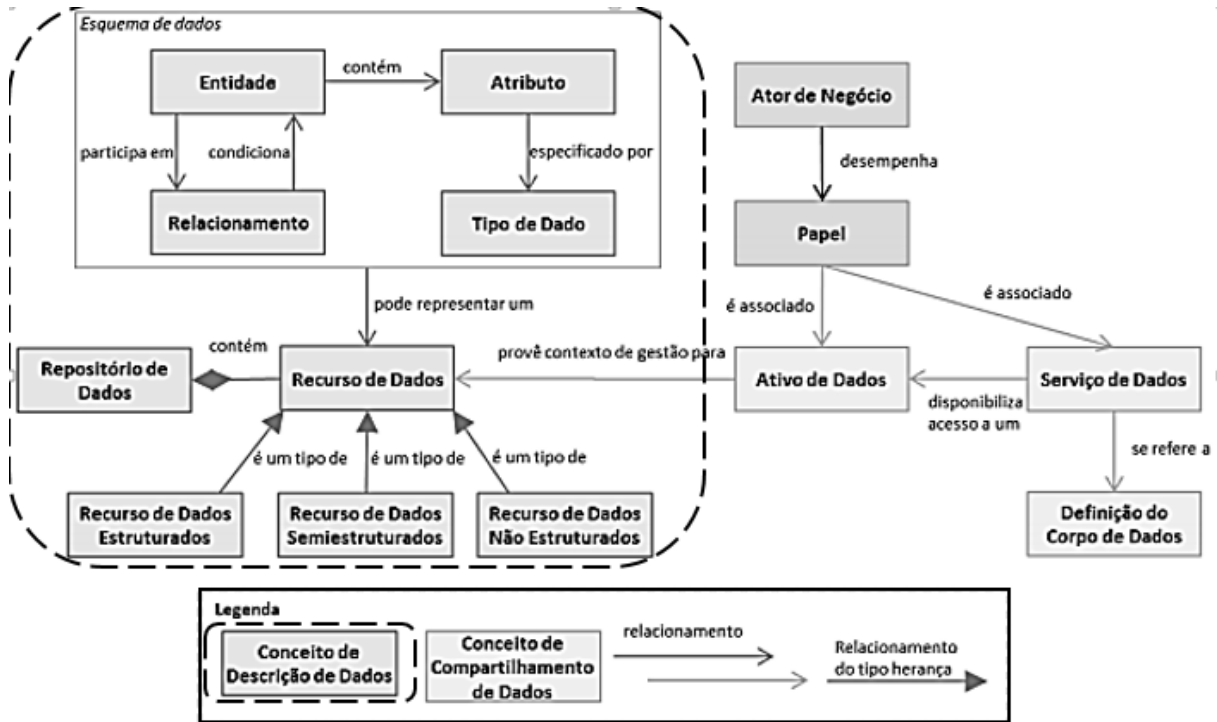 Esquema de dados
Entidade
contém
Atributo
participa em
condiciona
especificado por
Relacionamento
Tipo de Dado
Ator de Negócio
desempenha
Papel
é associado
é associado
pode representar um
contém
Repositório de
Dados
Recurso de Dados
provê contexto de gestão para
Ativo de Dados
disponibiliza
acesso a um
Serviço de Dados
se refere a
Definição do
Corpo de Dados
é um tipo de
é um tipo de
é um tipo de
Recurso de Dados
Estruturados
Recurso de Dados
Semiestruturados
Recurso de Dados
Não Estruturados
Legenda
Conceito de
Descrição de Dados
Conceito de
Compartilhamento
de Dados
relacionamento
Relacionamento
do tipo herança